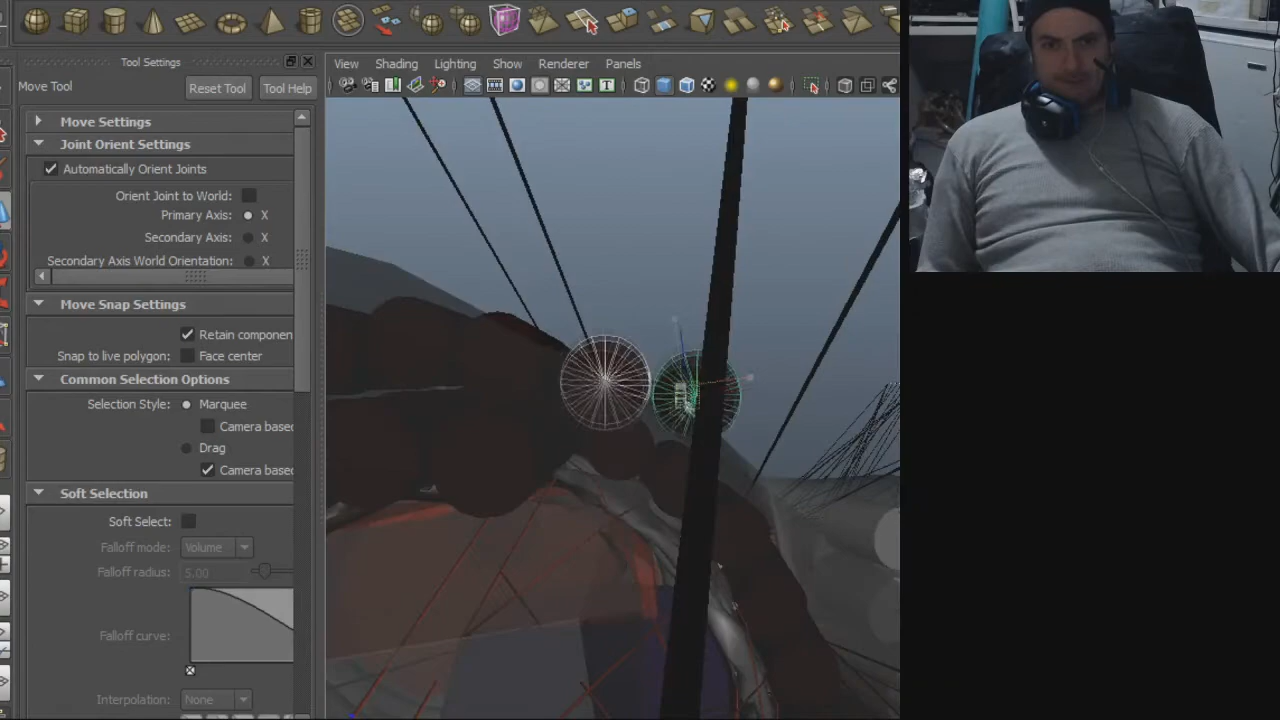 Tool Settings
View Shading Lighting Show Renderer Panels
Move Tool
Reset Tool
Tool Help
Move Settings
Joint Orient Settings
Automatically Orient Joints
Orient Joint to World:
Primary Axis: X
Secondary Axis: X
Secondary Axis World Orientation: X
Move Snap Settings
Retain componen
Snap to live polygon: Face center
Common Selection Options
Selection Style: Marquee
Camera based
Drag
Camera based
Soft Selection
Soft Select:
Falloff mode: Volume
Falloff radius: 5.00
Falloff curve:
Interpolation: None